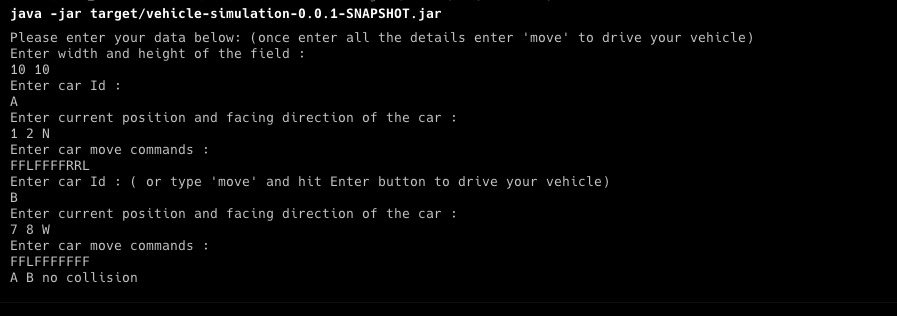 java -jar target/vehicle-simulation-0.0.1-SNAPSHOT.jar
Please enter your data below: (once enter all the details enter 'move' to drive your vehicle)
Enter width and height of the field :
10 10
Enter car Id :
A
Enter current position and facing direction of the car :
1 2 N
Enter car move commands :
FFLFFFFRRL
Enter car Id : ( or type 'move' and hit Enter button to drive your vehicle)
B
Enter current position and facing direction of the car :
7 8 W
Enter car move commands :
FFLFFFFFFF
A B no collision